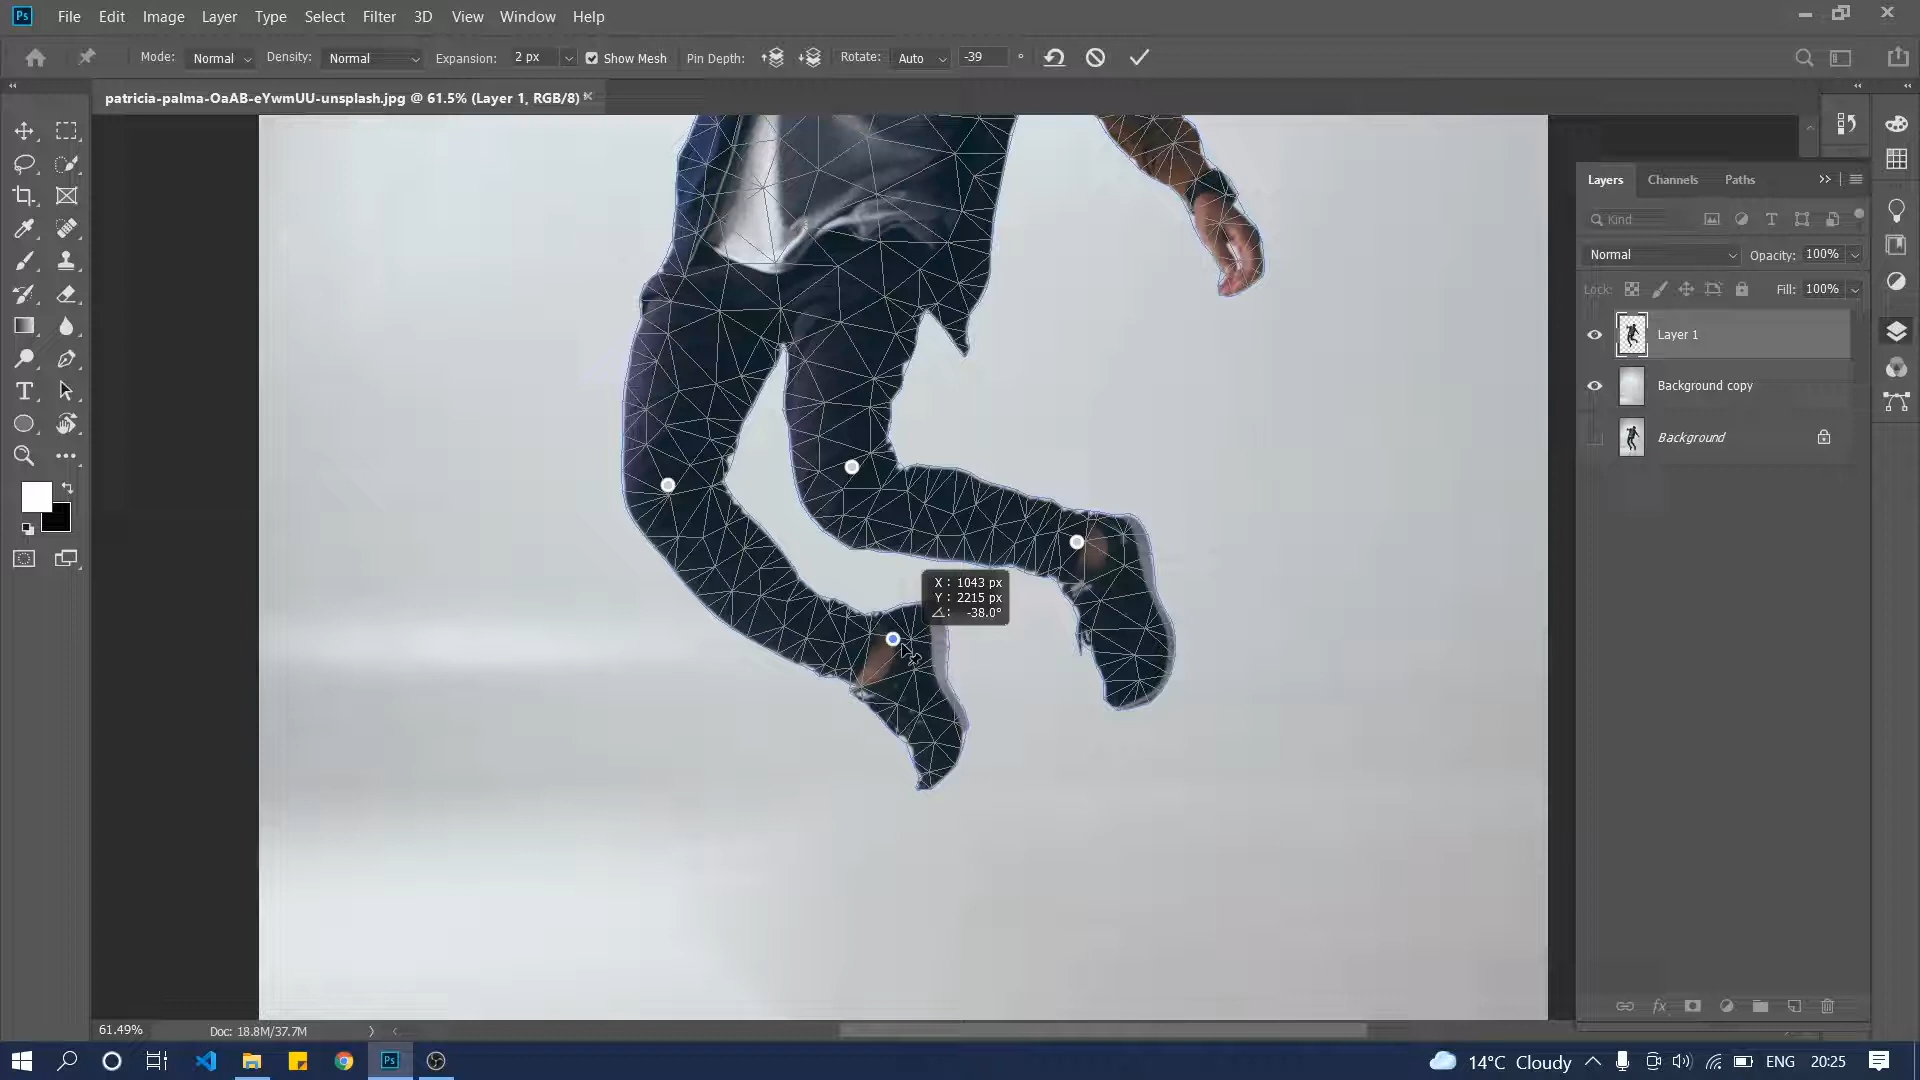 Ps File Edit Image Layer Type Select Filter 3D View Window Help
Mode: Normal Density: Normal Expansion: 2 px Show Mesh Pin Depth: Rotate: Auto -39 °
patricia-palma-OaAB-eYwmUU-unsplash.jpg @ 61.5% (Layer 1, RGB/8)
Layers Channels Paths
Kind
Normal Opacity: 100%
Lock: Fill: 100%
Layer 1
Background copy
Background
X : 1043 px
Y : 2215 px
: -38.0°
61.49% Doc: 18.8M/37.7M
Ps 14°C Cloudy ENG 20:25